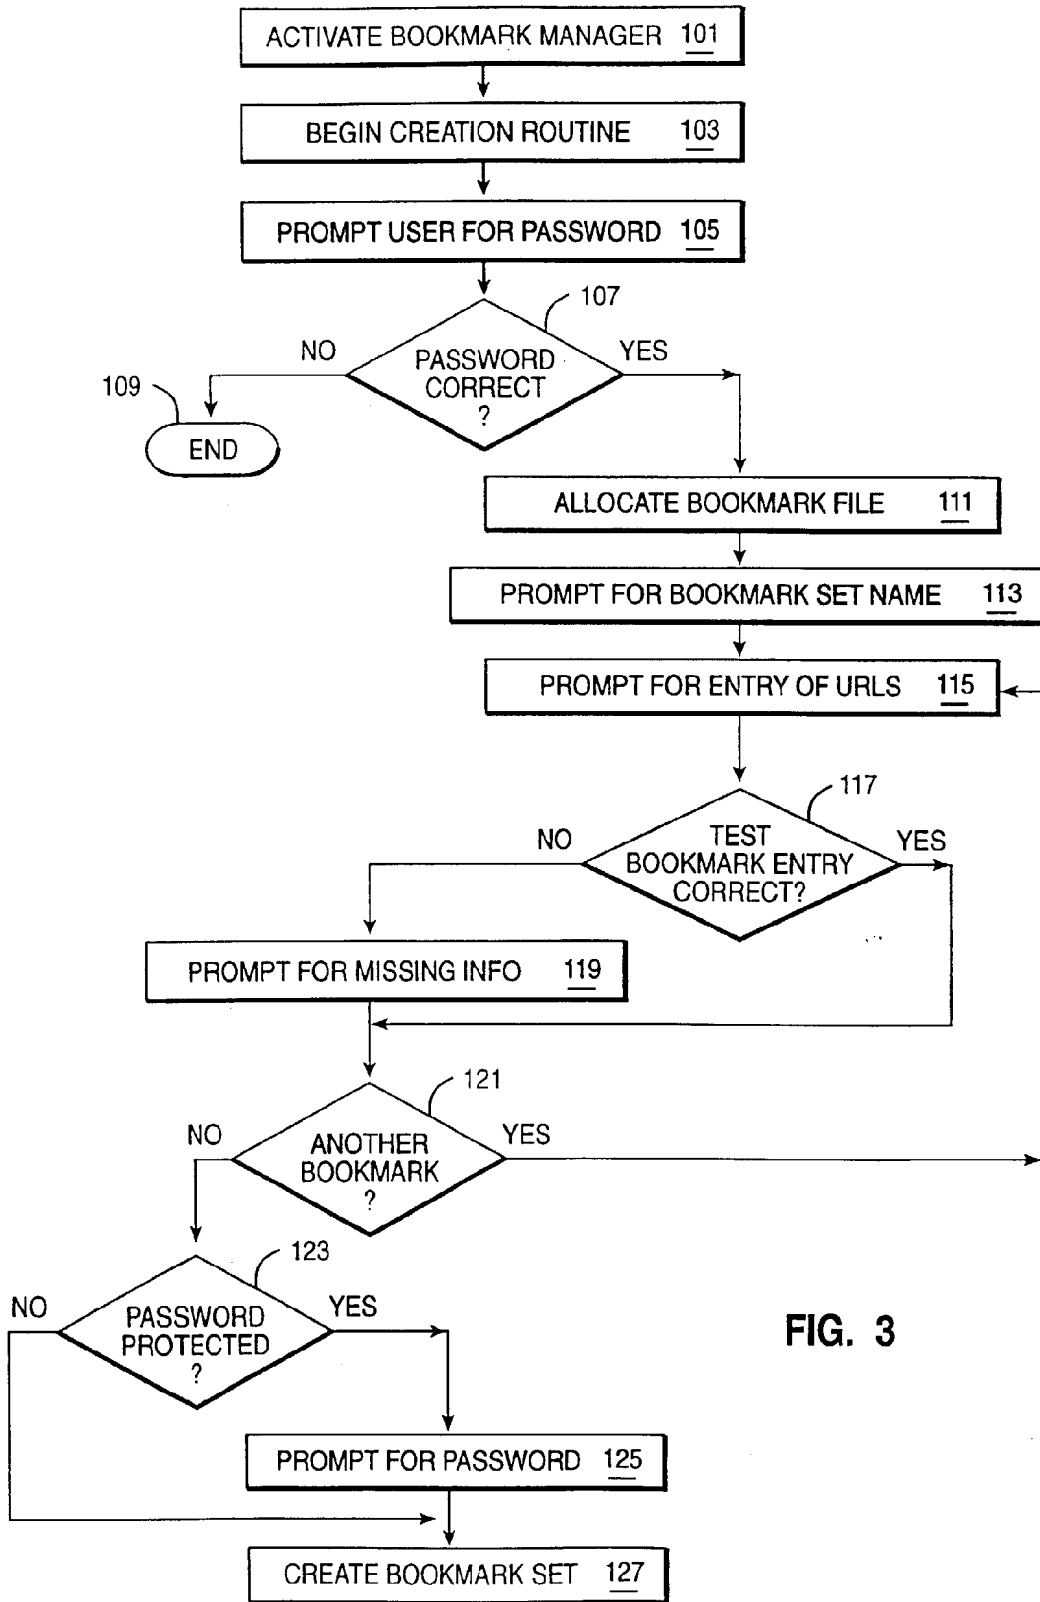 ACTIVATE BOOKMARK MANAGER 101
BEGIN CREATION ROUTINE 103
PROMPT USER FOR PASSWORD 105
107
NO
YES
PASSWORD
CORRECT
?
109
END
ALLOCATE BOOKMARK FILE 111
PROMPT FOR BOOKMARK SET NAME 113
PROMPT FOR ENTRY OF URLS 115
117
NO
YES
TEST
BOOKMARK ENTRY
CORRECT?
PROMPT FOR MISSING INFO 119
121
NO
YES
ANOTHER
BOOKMARK
?
123
NO
YES
PASSWORD
PROTECTED
?
FIG. 3
PROMPT FOR PASSWORD 125
CREATE BOOKMARK SET 127